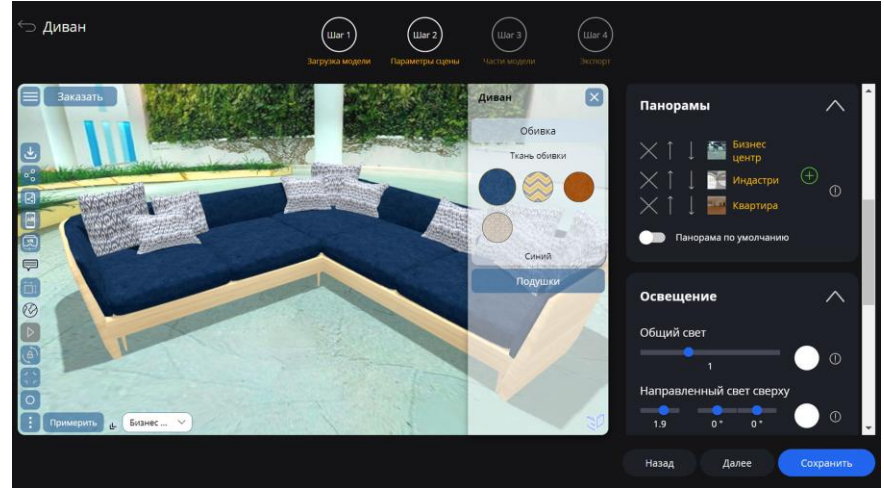 Диван
Шаг 1
Шаг 2
Шаг 3
Шаг 4
Загрузка модели
Параметры сцены
Части модели
Экспорт
Заказать
Диван
Обивка
Ткань обивки
Синий
Подушки
Примерить
Бизнес ...
Панорамы
Бизнес
центр
Индастри
Квартира
Панорама по умолчанию
Освещение
Общий свет
1
Направленный свет сверху
1.9
0 °
0 °
Назад
Далее
Сохранить